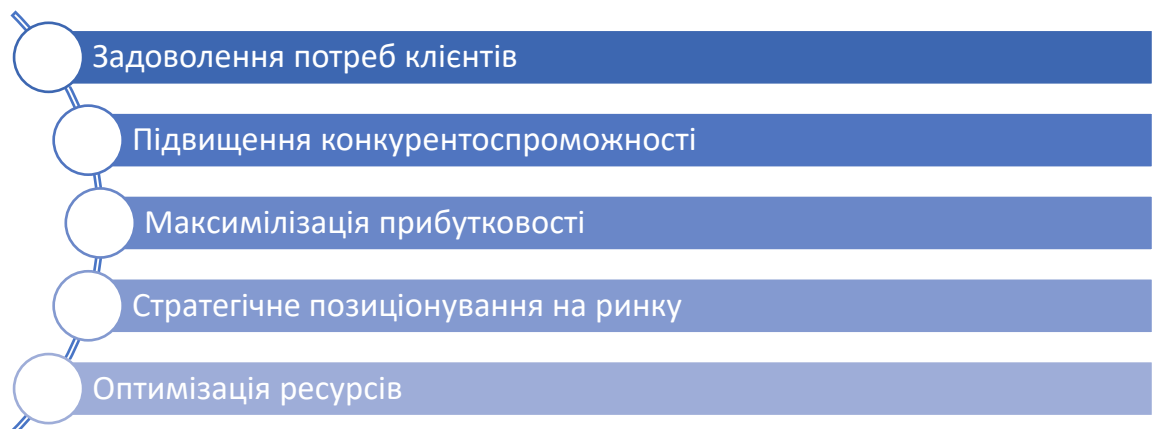 Задоволення потреб клієнтів
Підвищення конкурентоспроможності
Максимілізація прибутковості
Стратегічне позиціонування на ринку
Оптимізація ресурсів